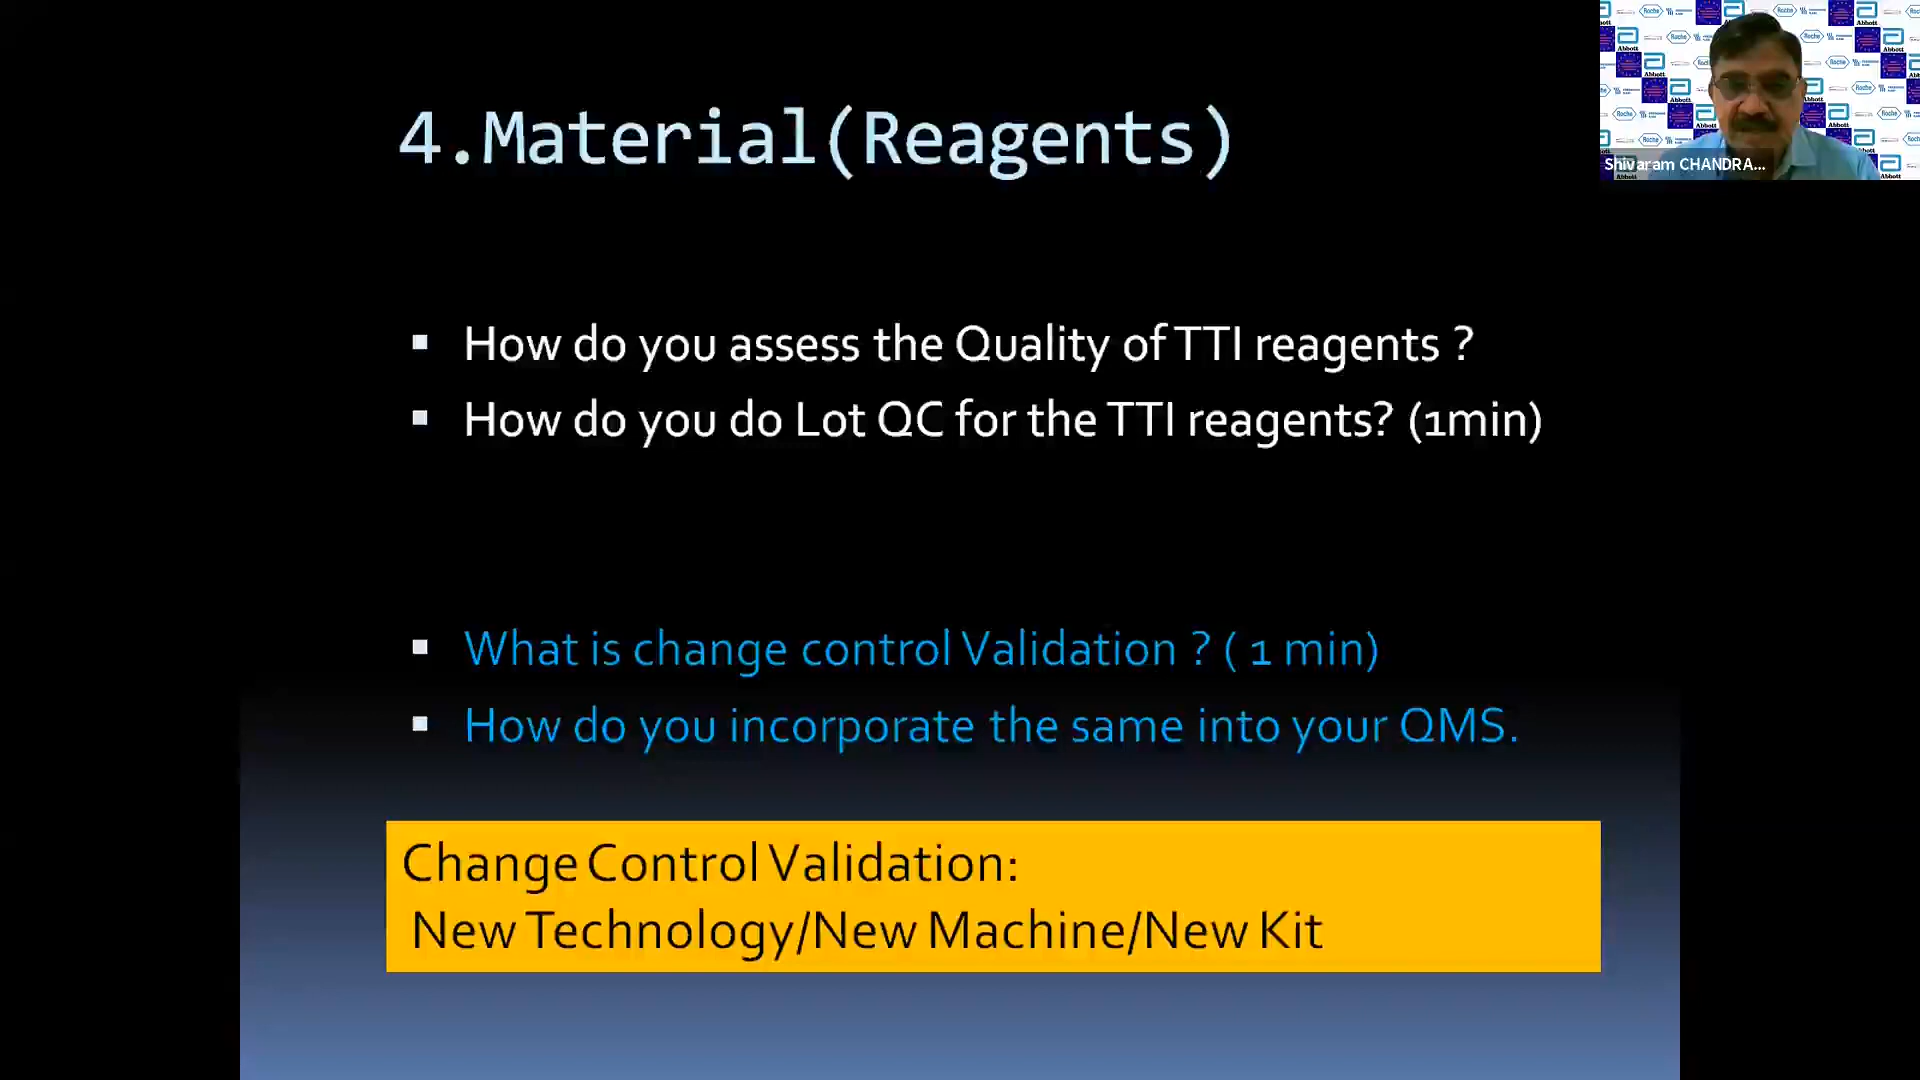 4.Material(Reagents)
How do you assess the Quality of TTI reagents ?
How do you do Lot QC for the TTI reagents? (1min)
What is change control Validation ? ( 1 min)
How do you incorporate the same into your QMS.
Change Control Validation:
New Technology/New Machine/New Kit
Shivaram CHANDRA...
Roche
Abbott